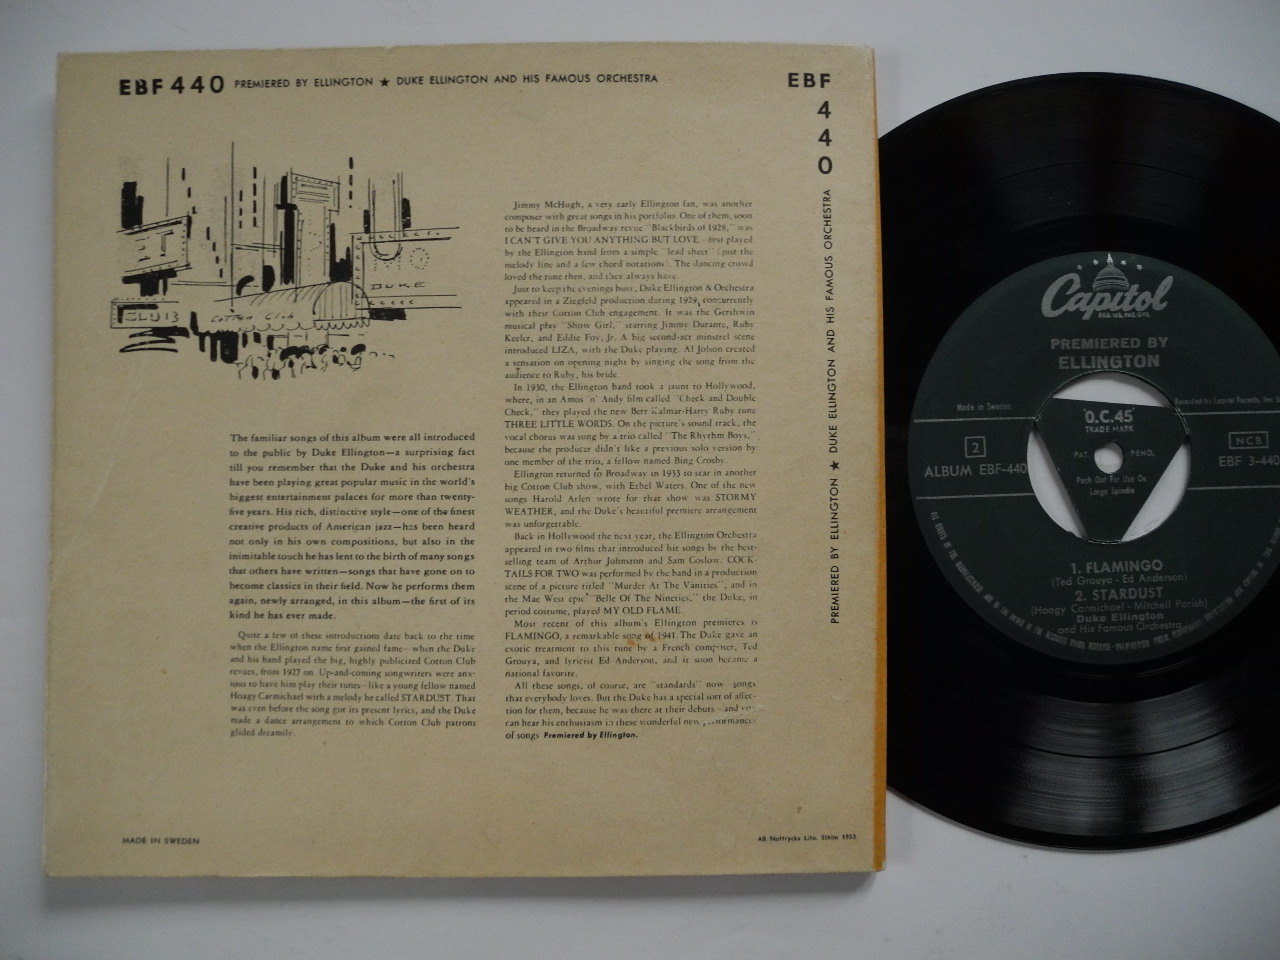 EBF 440 PREMIERED BY ELLINGTON ★ DUKE ELLINGTON AND HIS FAMOUS ORCHESTRA
EBF
4
4
0
PREMIERED BY ELLINGTON ★ DUKE ELLINGTON AND HIS FAMOUS ORCHESTRA
DUKE
CLUB
Cotton Club
The familiar songs of this album were all introduced
to the public by Duke Ellington—a surprising fact
till you remember that the Duke and his orchestra
have been playing great popular music in the world's
biggest entertainment palaces for more than twenty-
five years. His rich, distinctive style—one of the finest
creative products of American jazz—has been heard
not only in his own compositions, but also in the
inimitable touch he has lent to the birth of many songs
that others have written—songs that have gone on to
become classics in their field. Now he performs them
again, newly arranged, in this album—the first of its
kind he has ever made.
Quite a few of these introductions date back to the time
when the Ellington name first gained fame—when the Duke
and his band played the big, highly publicized Cotton Club
revues, from 1927 on. Up-and-coming songwriters were anx-
ious to have him play their tunes—like a young fellow named
Hoagy Carmichael with a melody he called STARDUST. That
was even before the song got its present lyrics, and the Duke
made a dance arrangement to which Cotton Club patrons
glided dreamily.
Jimmy McHugh, a very early Ellington fan, was another
composer with great songs in his portfolio. One of them, soon
to be heard in the Broadway revue "Blackbirds of 1928," was
I CAN'T GIVE YOU ANYTHING BUT LOVE—first played
by the Ellington band from a simple "lead sheet" (just the
melody line and a few chord notations). The dancing crowd
loved the tune then, and they always have.
Just to keep the evenings busy, Duke Ellington & Orchestra
appeared in a Ziegfeld production during 1929, concurrently
with their Cotton Club engagement. It was the Gershwin
musical play "Show Girl," starring Jimmy Durante, Ruby
Keeler, and Eddie Foy, Jr. A big second-act minstrel scene
introduced LIZA, with the Duke playing. Al Jolson created
a sensation on opening night by singing the song from the
audience to Ruby, his bride.
In 1930, the Ellington band took a jaunt to Hollywood,
where, in an Amos 'n' Andy film called "Check and Double
Check," they played the new Bert Kalmar-Harry Ruby tune
THREE LITTLE WORDS. On the picture's sound track, the
vocal chorus was sung by a trio called "The Rhythm Boys,"
because the producer didn't like a previous solo version by
one member of the trio, a fellow named Bing Crosby.
Ellington returned to Broadway in 1933 to star in another
big Cotton Club show, with Ethel Waters. One of the new
songs Harold Arlen wrote for that show was STORMY
WEATHER, and the Duke's beautiful premiere arrangement
was unforgettable.
Back in Hollywood the next year, the Ellington Orchestra
appeared in two films that introduced hit songs by the best-
selling team of Arthur Johnston and Sam Coslow. COCK-
TAILS FOR TWO was performed by the band in a production
scene of a picture titled "Murder At The Vanities"; and in
the Mae West epic "Belle Of The Nineties," the Duke, in
period costume, played MY OLD FLAME.
Most recent of this album's Ellington premieres is
FLAMINGO, a remarkable song of 1941. The Duke gave an
exotic treatment to this tune by a French composer, Ted
Grouya, and lyricist Ed Anderson, and it soon became a
national favorite.
All these songs, of course, are "standards" now—songs
that everybody loves. But the Duke has a special sort of affec-
tion for them, because he was there at their debuts—and you
can hear his enthusiasm in these wonderful new performances
of songs Premiered by Ellington.
MADE IN SWEDEN
AB Nottrycks Lito. Sthlm 1953
Capitol
REG. U.S. PAT. OFF.
PREMIERED BY
ELLINGTON
Made in Sweden
Recorded by Capitol Records, Inc. U
2
ALBUM EBF-440
NCB
EBF 3-440
"O.C.45"
TRADE MARK
PAT. PEND.
Push Out For Use On
Large Spindle
1. FLAMINGO
(Ted Grouya - Ed Anderson)
2. STARDUST
(Hoagy Carmichael - Mitchell Parish)
Duke Ellington
and His Famous Orchestra